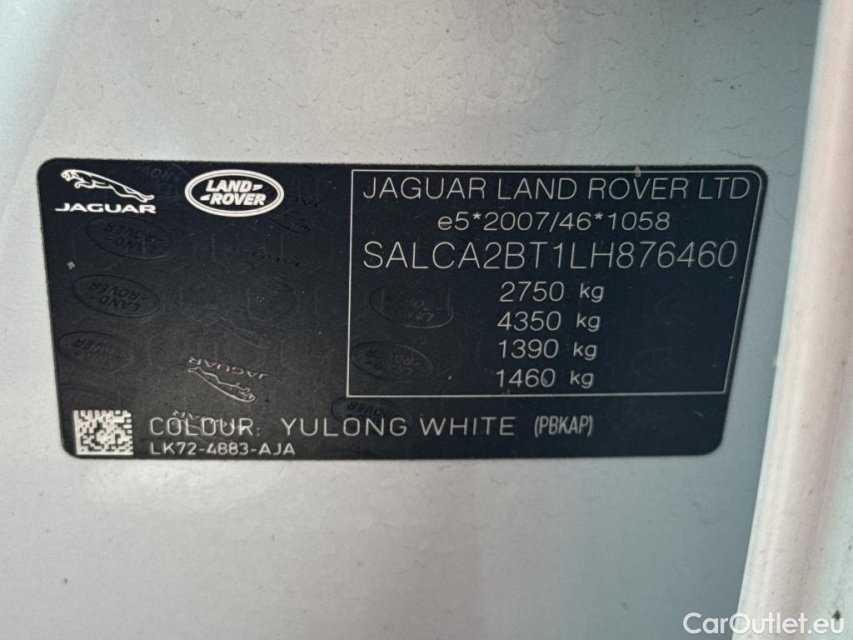 JAGUAR
LAND-
-ROVER
JAGUAR LAND ROVER LTD
e5*2007/46*1058
SALCA2BT1LH876460
2750 kg
4350 kg
1390 kg
1460 kg
COLOUR: YULONG WHITE (PBKAP)
LK72-4883-AJA
CarOutlet.eu